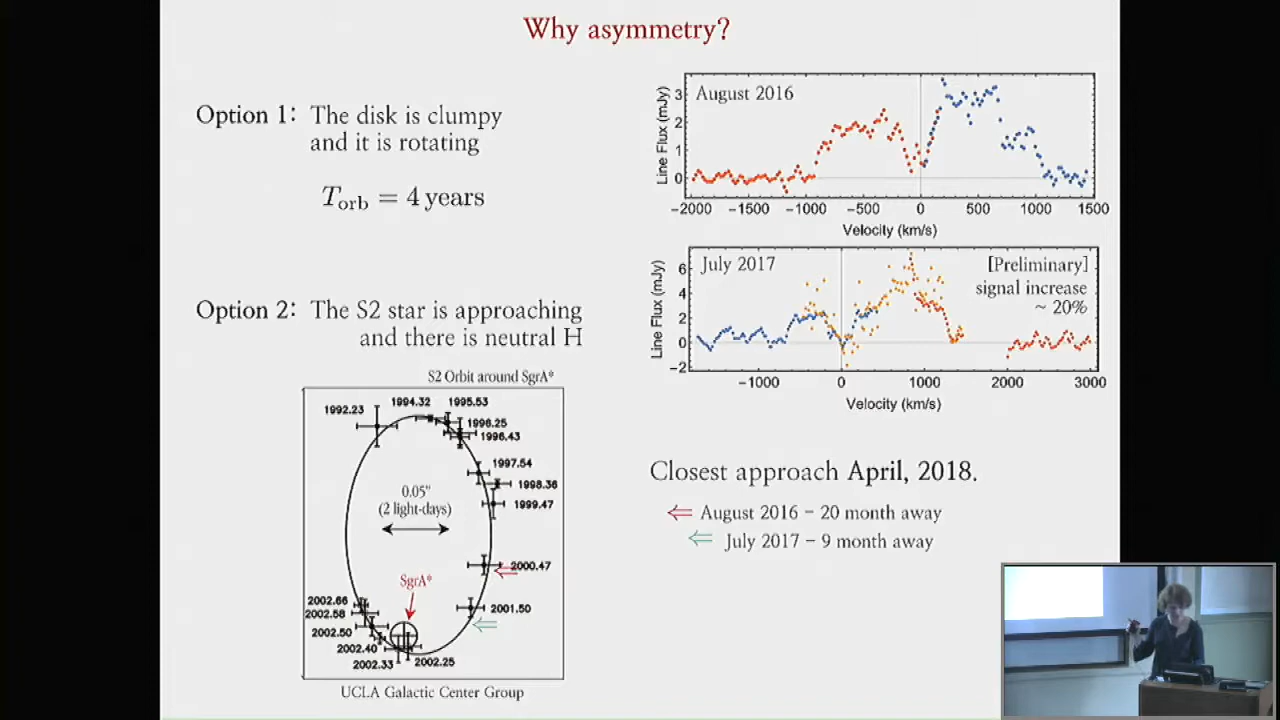 Why asymmetry?
Option 1: The disk is clumpy
and it is rotating
T_orb = 4 years
Option 2: The S2 star is approaching
and there is neutral H
S2 Orbit around SgrA*
1992.23
1994.32
1995.53
1996.25
1996.43
1997.54
1998.36
1999.47
0.05"
(2 light-days)
2000.47
SgrA*
2001.50
2002.66
2002.58
2002.50
2002.40
2002.33
2002.25
UCLA Galactic Center Group
August 2016
Line Flux (mJy)
3
2
1
0
−2000 −1500 −1000 −500 0 500 1000 1500
Velocity (km/s)
July 2017
[Preliminary]
signal increase
~ 20%
Line Flux (mJy)
6
4
2
0
−2
−1000 0 1000 2000 3000
Velocity (km/s)
Closest approach April, 2018.
⇐ August 2016 – 20 month away
⇐ July 2017 – 9 month away